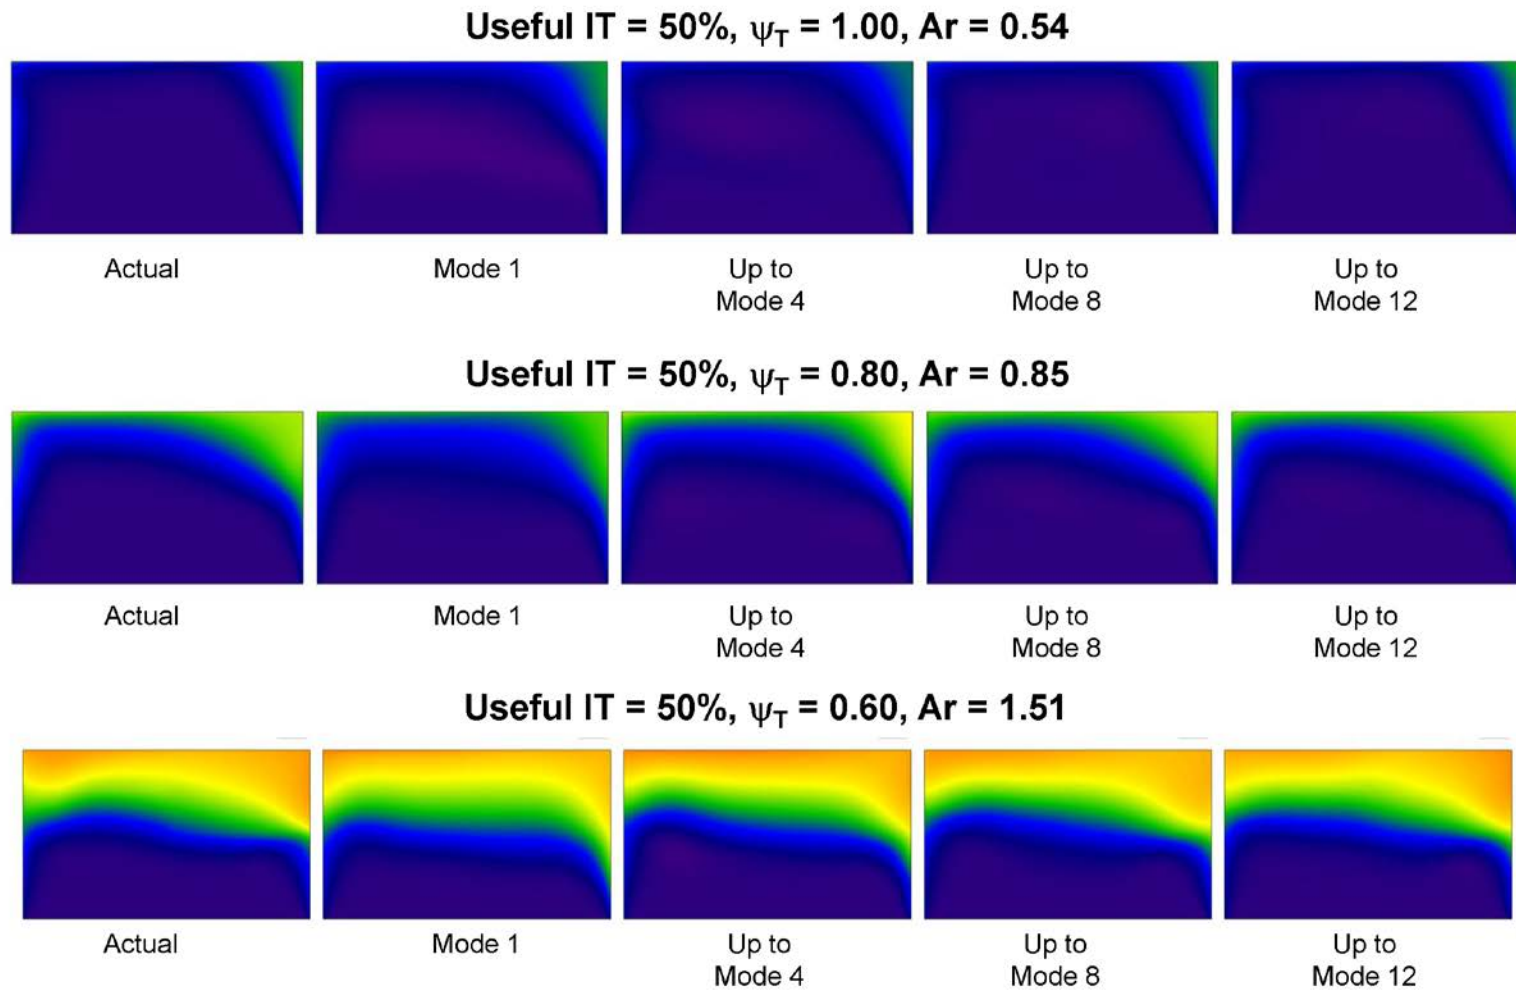 Useful IT = 50%, ψT = 1.00, Ar = 0.54
Actual
Mode 1
Up to
Mode 4
Up to
Mode 8
Up to
Mode 12
Useful IT = 50%, ψT = 0.80, Ar = 0.85
Actual
Mode 1
Up to
Mode 4
Up to
Mode 8
Up to
Mode 12
Useful IT = 50%, ψT = 0.60, Ar = 1.51
Actual
Mode 1
Up to
Mode 4
Up to
Mode 8
Up to
Mode 12